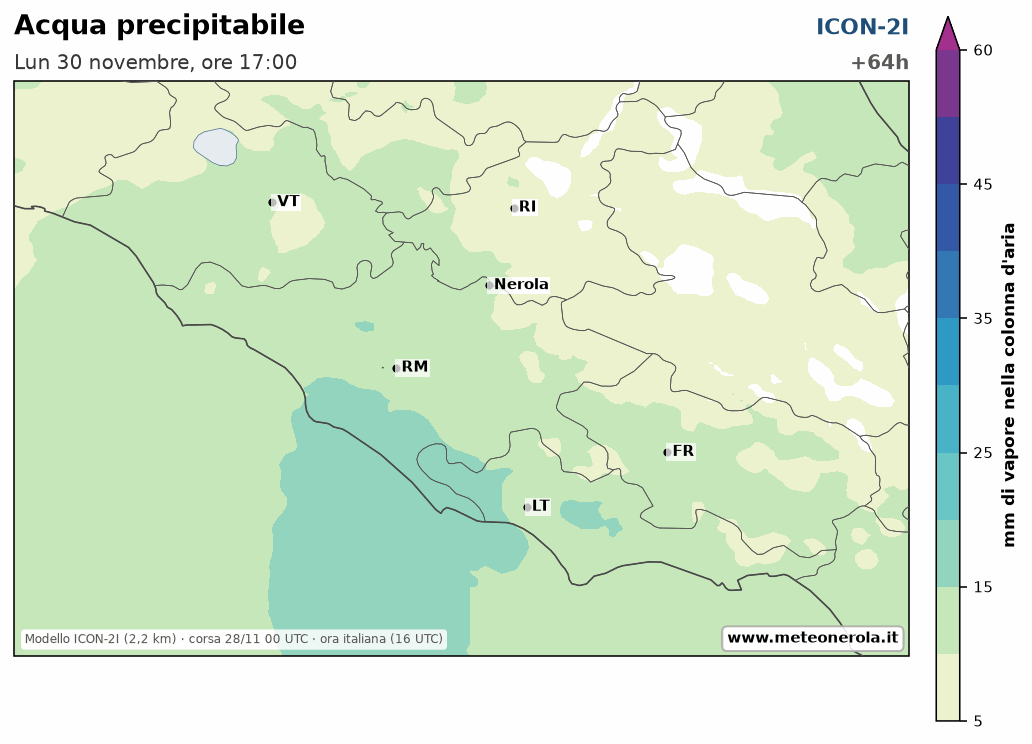 Acqua precipitabile
ICON-2I
Lun 30 novembre, ore 17:00
+64h
60
45
35
25
15
5
mm di vapore nella colonna d'aria
VT
RI
Nerola
RM
FR
LT
Modello ICON-2I (2,2 km) · corsa 28/11 00 UTC · ora italiana (16 UTC)
www.meteonerola.it